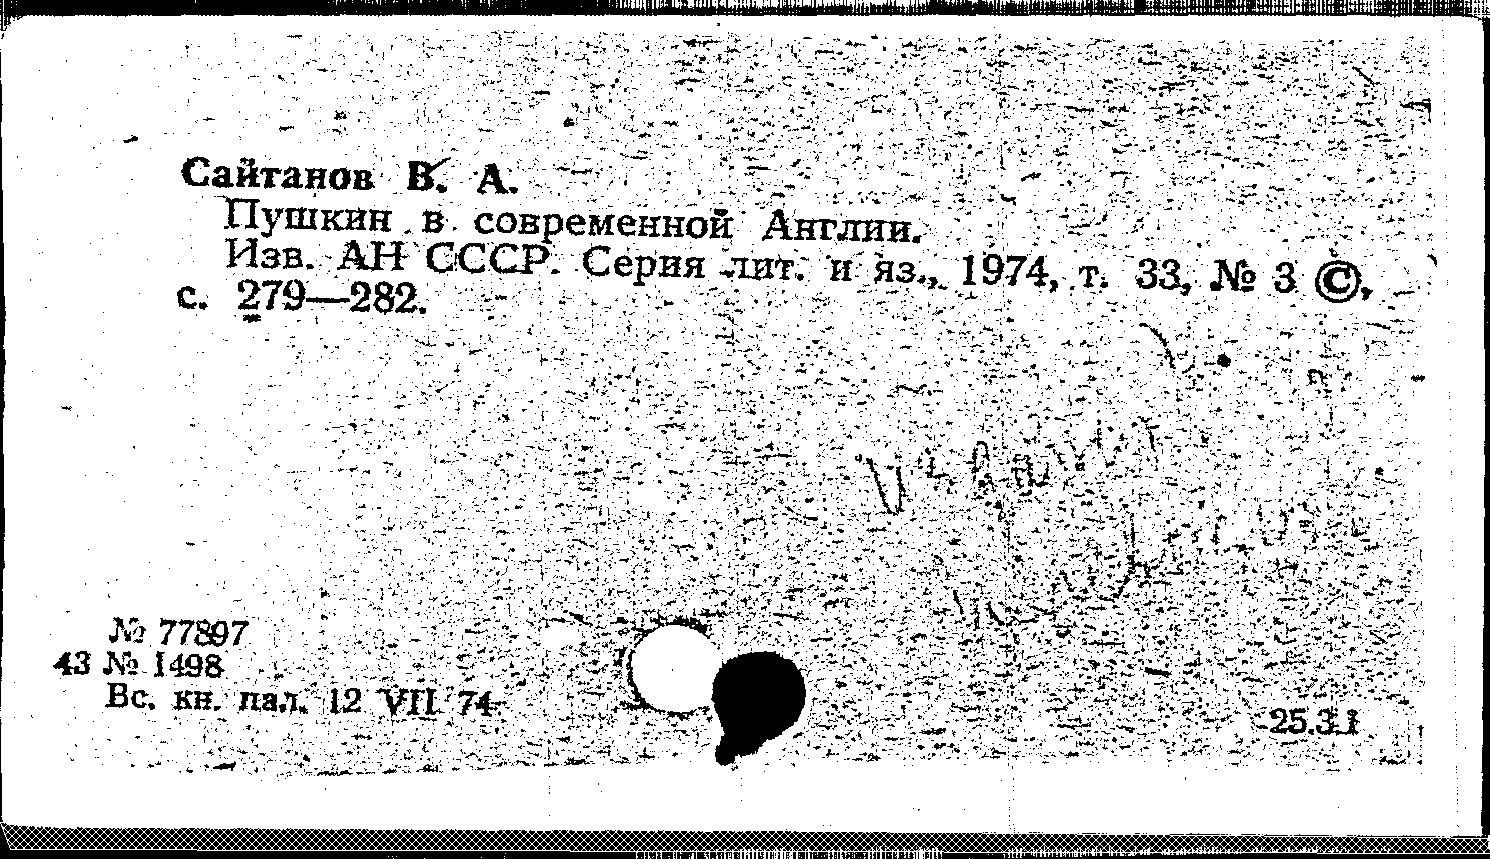 Сайтанов В. А.
Пушкин в современной Англии.
Изв. АН СССР. Серия лит. и яз., 1974, т. 33, № 3 ©,
с. 279—282.
№ 77897
43 № 1498
Вс. кн. пал. 12 VII 74
25.3.1